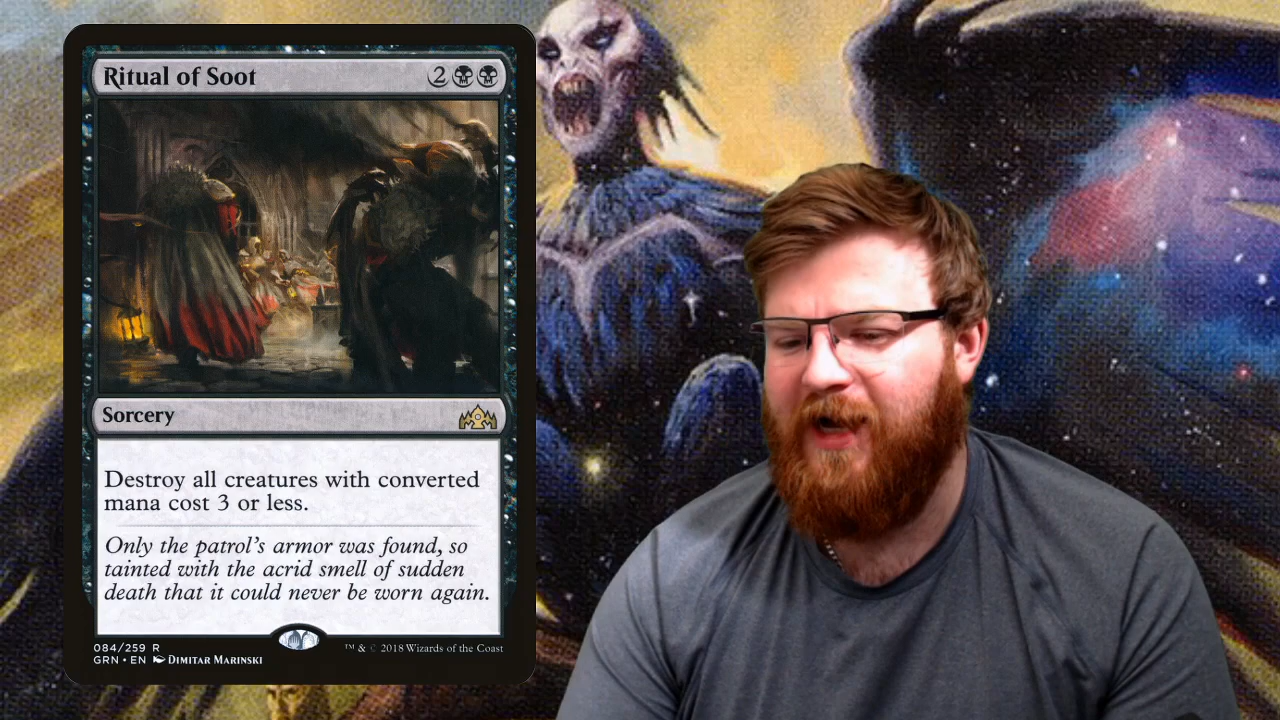 Ritual of Soot 2
Sorcery
Destroy all creatures with converted
mana cost 3 or less.
Only the patrol's armor was found, so
tainted with the acrid smell of sudden
death that it could never be worn again.
084/259 R
GRN • EN Dimitar Marinski
™ & © 2018 Wizards of the Coast